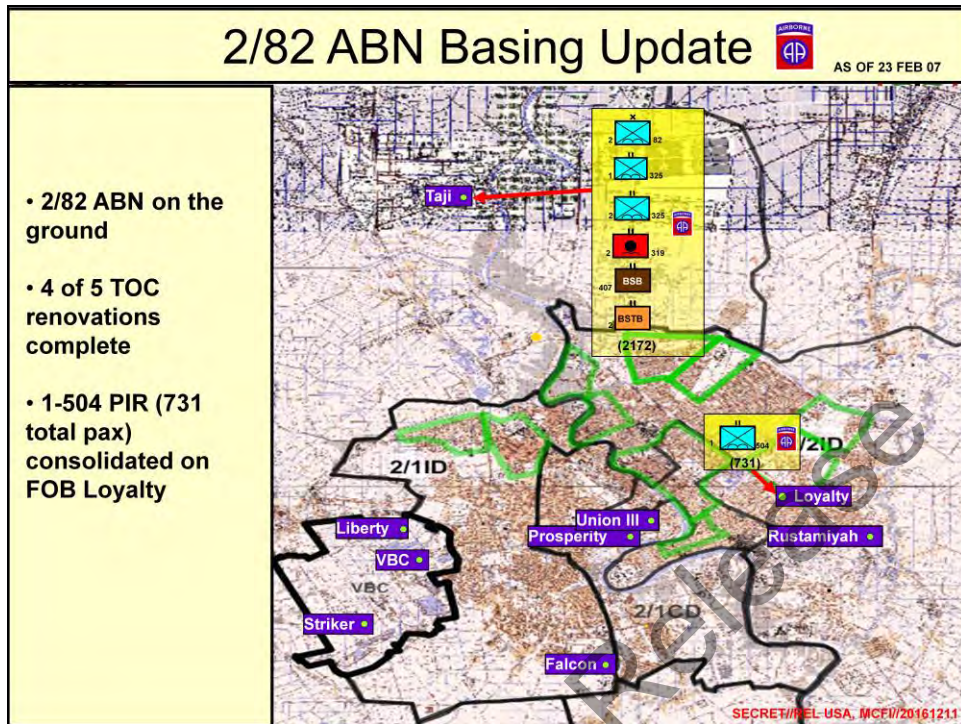 2/82 ABN Basing Update
AIRBORNE
AA
AS OF 23 FEB 07
• 2/82 ABN on the
ground
• 4 of 5 TOC
renovations
complete
• 1-504 PIR (731
total pax)
consolidated on
FOB Loyalty
2 82
1 325
Taji
2 325
2 319
407 BSB
2 BSTB
(2172)
1 504
(731)
/2ID
2/1ID
Loyalty
Liberty
Union III
Prosperity
Rustamiyah
VBC
VBC
2/1CD
Striker
Falcon
Release
SECRET//REL USA, MCFI//20161211